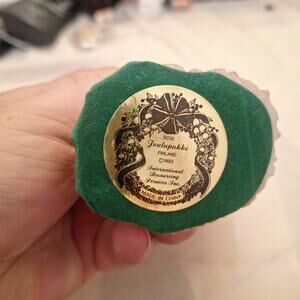 SC10
Joulupukki
FINLAND
©1993
International
Resourcing
Services Inc.
MADE IN CHINA